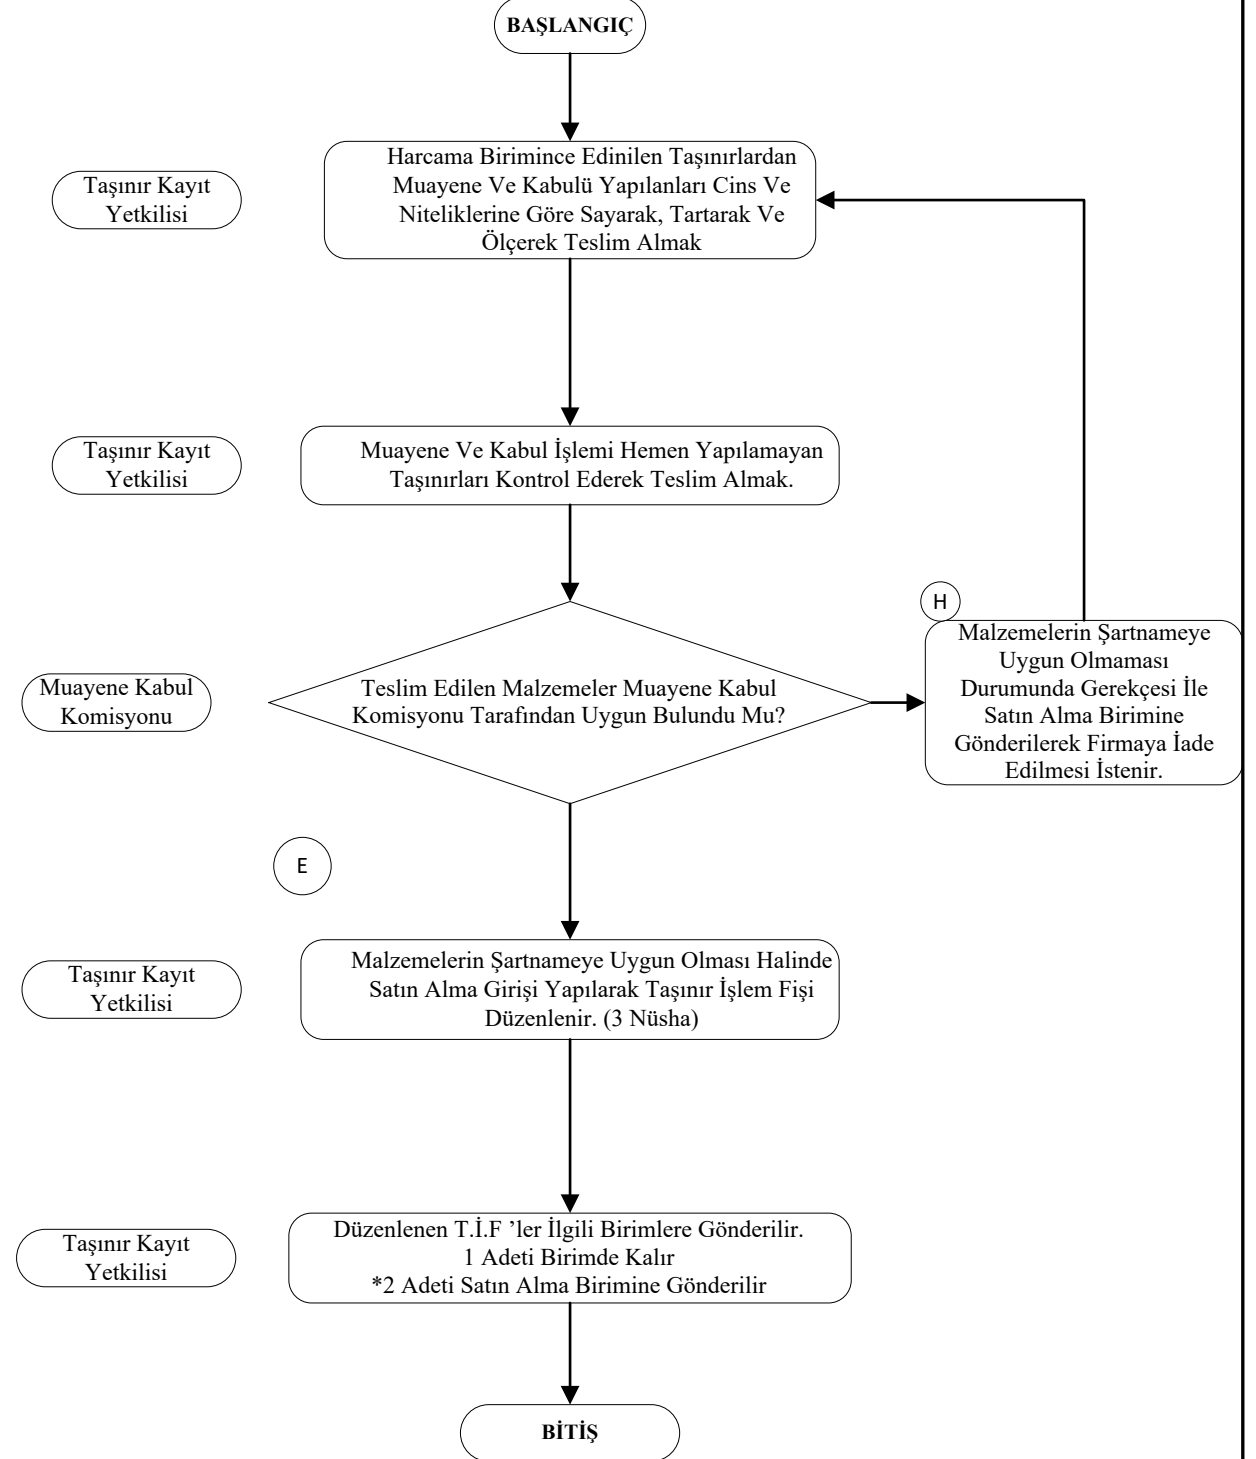 BAŞLANGIÇ
Taşınır Kayıt
Yetkilisi
Harcama Birimince Edinilen Taşınırlardan
Muayene Ve Kabulü Yapılanları Cins Ve
Niteliklerine Göre Sayarak, Tartarak Ve
Ölçerek Teslim Almak
Taşınır Kayıt
Yetkilisi
Muayene Ve Kabul İşlemi Hemen Yapılamayan
Taşınırları Kontrol Ederek Teslim Almak.
Muayene Kabul
Komisyonu
Teslim Edilen Malzemeler Muayene Kabul
Komisyonu Tarafından Uygun Bulundu Mu?
H
Malzemelerin Şartnameye
Uygun Olmaması
Durumunda Gerekçesi İle
Satın Alma Birimine
Gönderilerek Firmaya İade
Edilmesi İstenir.
E
Taşınır Kayıt
Yetkilisi
Malzemelerin Şartnameye Uygun Olması Halinde
Satın Alma Girişi Yapılarak Taşınır İşlem Fişi
Düzenlenir. (3 Nüsha)
Taşınır Kayıt
Yetkilisi
Düzenlenen T.İ.F ’ler İlgili Birimlere Gönderilir.
1 Adeti Birimde Kalır
*2 Adeti Satın Alma Birimine Gönderilir
BİTİŞ